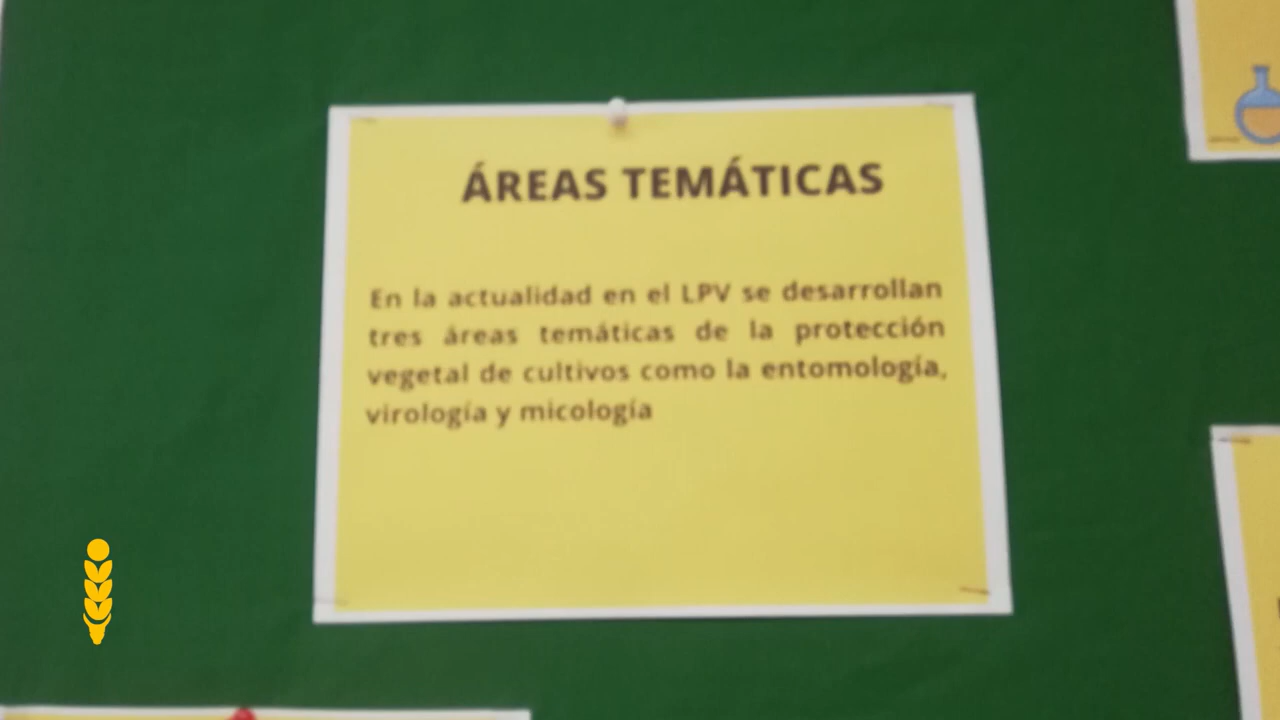 ÁREAS TEMÁTICAS
En la actualidad en el LPV se desarrollan
tres áreas temáticas de la protección
vegetal de cultivos como la entomología,
virología y micología